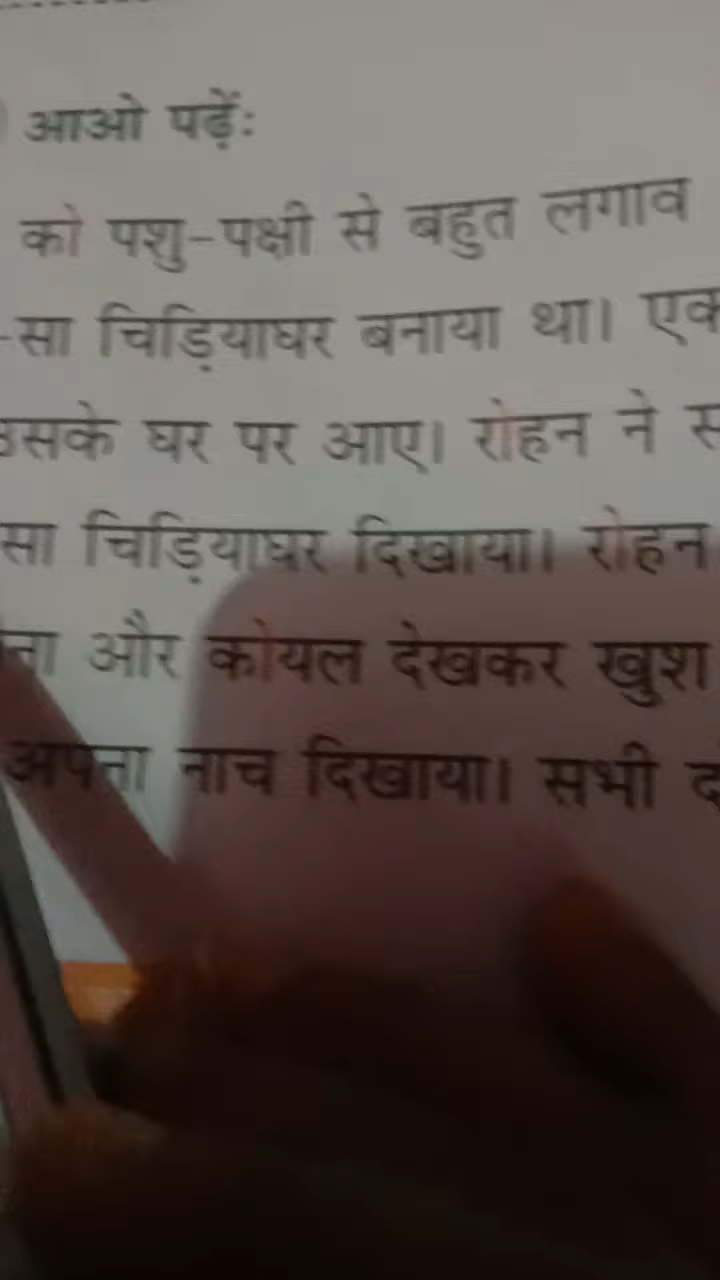 आओ पढ़ेंः
को पशु-पक्षी से बहुत लगाव
-सा चिड़ियाघर बनाया था। एक
उसके घर पर आए। रोहन ने
सा चिड़ियाघर दिखाया। रोहन
और कोयल देखकर खुश
अपना नाच दिखाया। सभी